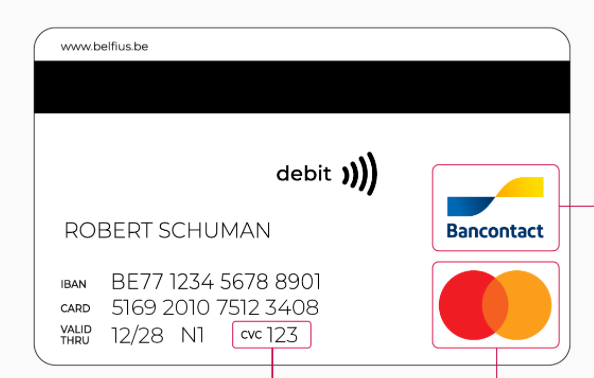 www.belfius.be
debit
Bancontact
ROBERT SCHUMAN
IBAN BE77 1234 5678 8901
CARD 5169 2010 7512 3408
VALID THRU 12/28 N1 CVC 123